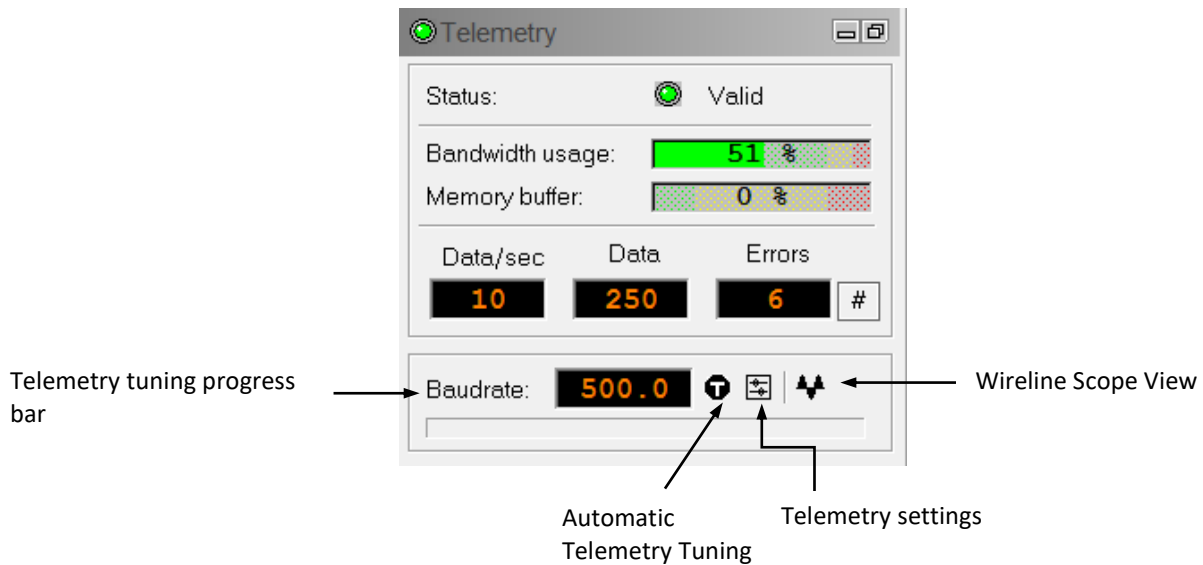 Telemetry
Status: Valid
Bandwidth usage: 51 %
Memory buffer: 0 %
Data/sec Data Errors
10 250 6 #
Telemetry tuning progress
bar
Baudrate: 500.0 T
Wireline Scope View
Automatic
Telemetry Tuning
Telemetry settings